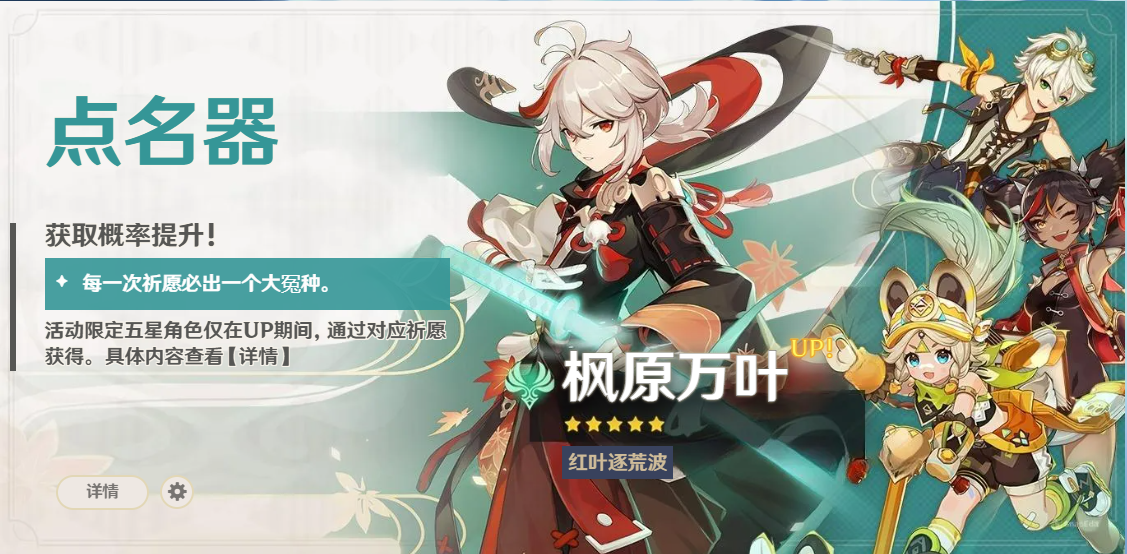 点名器
获取概率提升！
每一次祈愿必出一个大冤种。
活动限定五星角色仅在UP期间，通过对应祈愿
获得。具体内容查看【详情】
UP!
枫原万叶
红叶逐荒波
详情